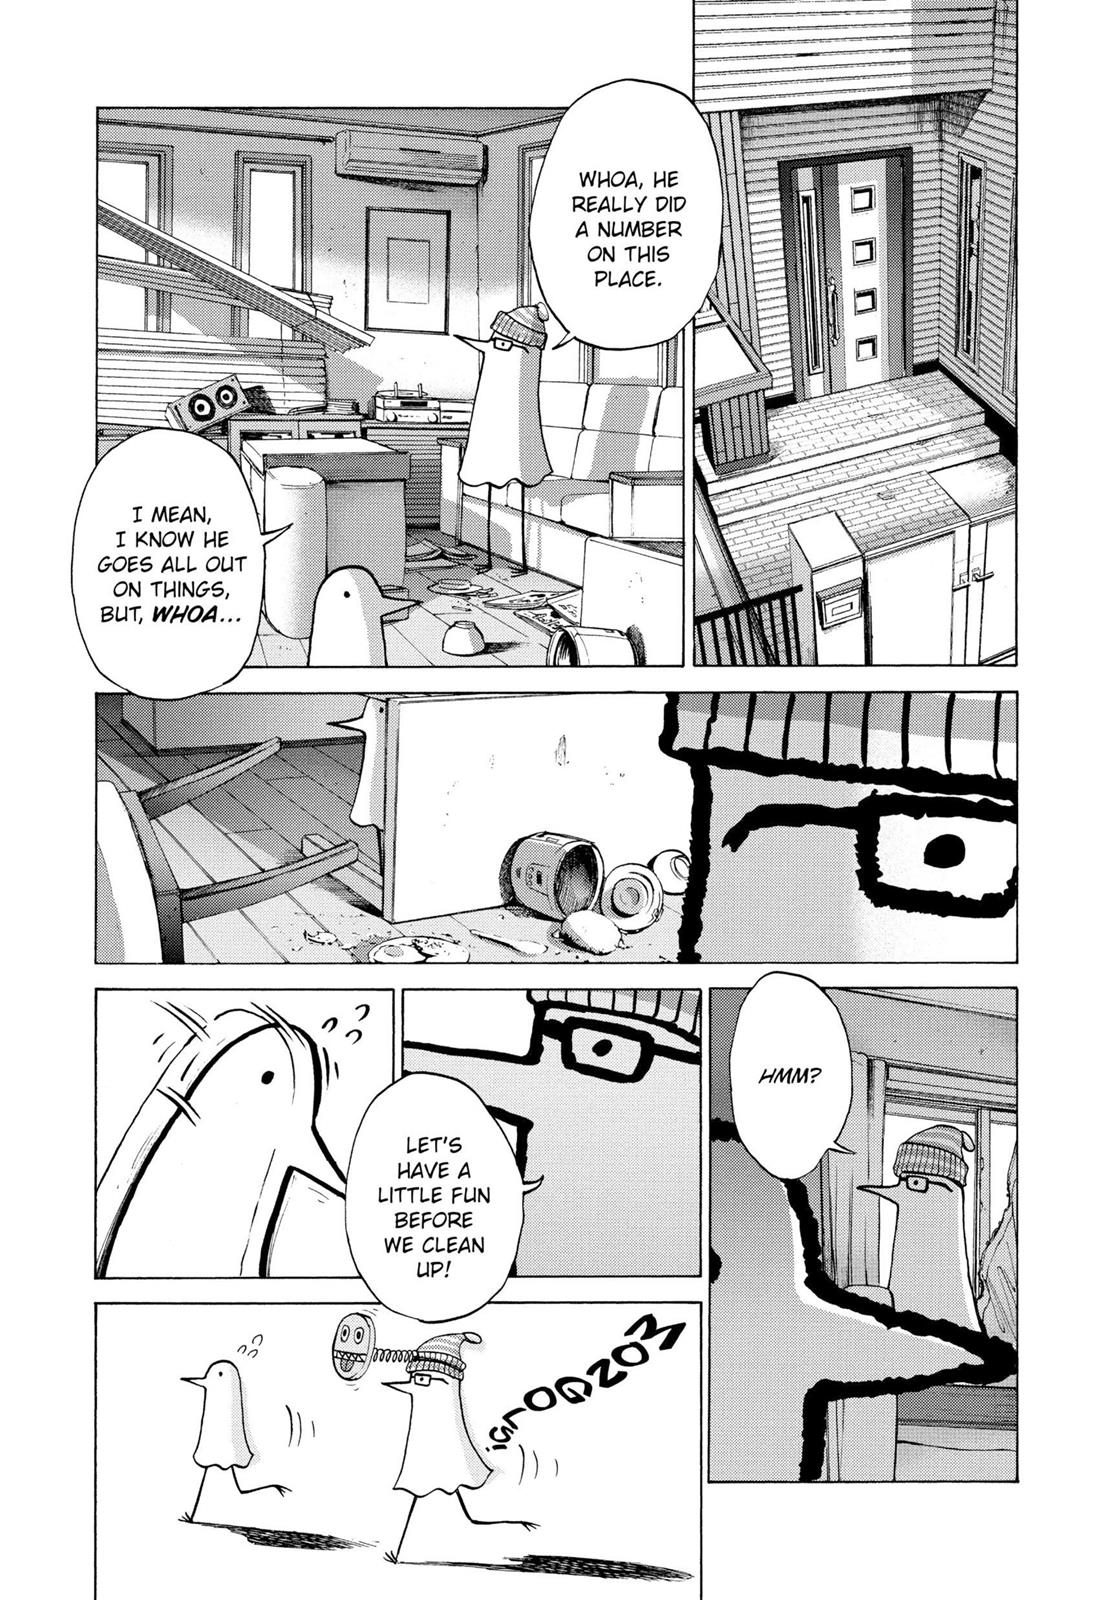 WHOA, HE
REALLY DID
A NUMBER
ON THIS
PLACE.
I MEAN,
I KNOW HE
GOES ALL OUT
ON THINGS,
BUT, WHOA...
HMM?
LET'S
HAVE A
LITTLE FUN
BEFORE
WE CLEAN
UP!